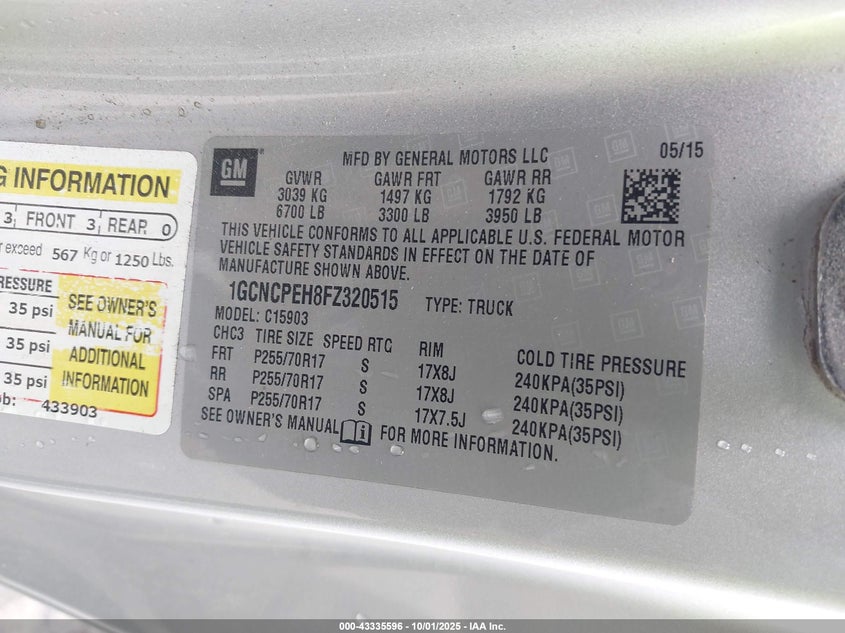 G INFORMATION
3 FRONT 3 REAR 0
exceed 567 Kg or 1250 Lbs.
RESSURE
35 psi
35 psi
35 psi
SEE OWNER'S
MANUAL FOR
ADDITIONAL
INFORMATION
433903
GM
MFD BY GENERAL MOTORS LLC 05/15
GVWR GAWR FRT GAWR RR
3039 KG 1497 KG 1792 KG
6700 LB 3300 LB 3950 LB
THIS VEHICLE CONFORMS TO ALL APPLICABLE U.S. FEDERAL MOTOR
VEHICLE SAFETY STANDARDS IN EFFECT ON THE DATE OF
MANUFACTURE SHOWN ABOVE.
1GCNCPEH8FZ320515 TYPE: TRUCK
MODEL: C15903
CHC3 TIRE SIZE SPEED RTG RIM COLD TIRE PRESSURE
FRT P255/70R17 S 17X8J 240KPA(35PSI)
RR P255/70R17 S 17X8J 240KPA(35PSI)
SPA P255/70R17 S 17X7.5J 240KPA(35PSI)
SEE OWNER'S MANUAL i FOR MORE INFORMATION.
000-43335596 - 10/01/2025 - IAA Inc.